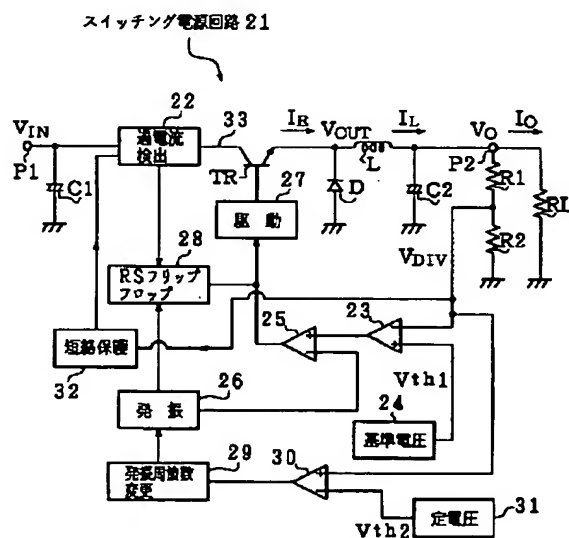 スイッチング電源回路21
22
V_IN
過電流
検出
33
I_R
V_OUT
I_L
V_O
I_O
P1
C1
TR
27
L
P2
R1
D
C2
RL
駆動
28
V_DIV
R2
RSフリップ
フロップ
25
23
短絡保護
32
26
Vth1
発振
24
基準電圧
29
30
発振周波数
変更
31
定電圧
Vth2